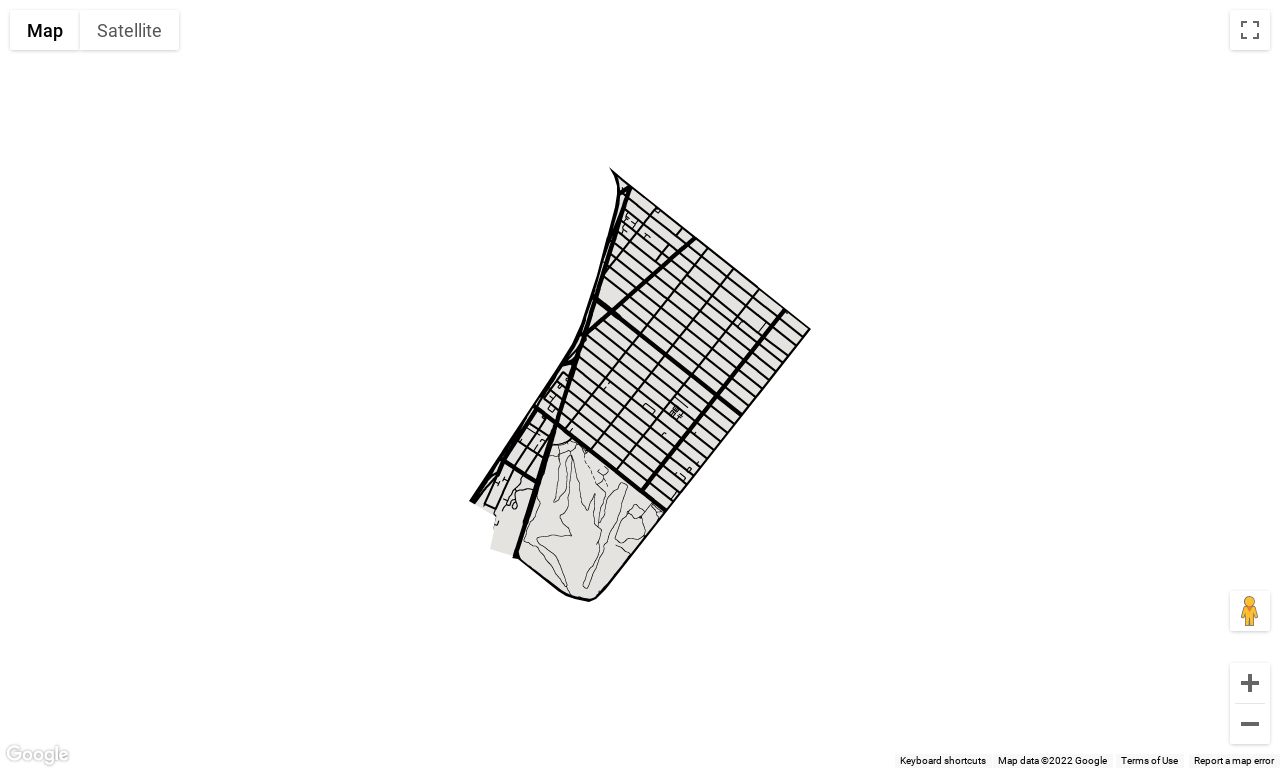 Map Satellite
Google
Keyboard shortcuts Map data ©2022 Google Terms of Use Report a map error